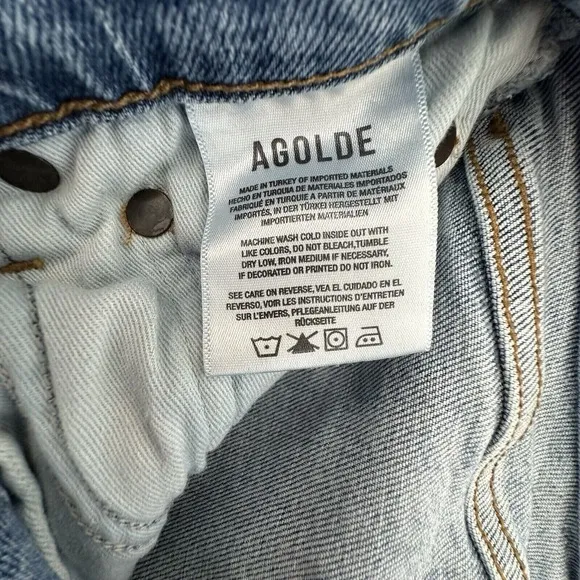 AGOLDE
MADE IN TURKEY OF IMPORTED MATERIALS
HECHO EN TURQUIA DE MATERIALES IMPORTADOS
FABRIQUÉ EN TURQUIE A PARTIR DE MATÉRIAUX
IMPORTÉS, IN DER TÜRKEI HERGESTELLT MIT
IMPORTIERTEN MATERIALIEN
MACHINE WASH COLD INSIDE OUT WITH
LIKE COLORS, DO NOT BLEACH,TUMBLE
DRY LOW, IRON MEDIUM IF NECESSARY,
IF DECORATED OR PRINTED DO NOT IRON.
SEE CARE ON REVERSE, VEA EL CUIDADO EN EL
REVERSO, VOIR LES INSTRUCTIONS D'ENTRETIEN
SUR L'ENVERS, PFLEGEANLEITUNG AUF DER
RÜCKSEITE